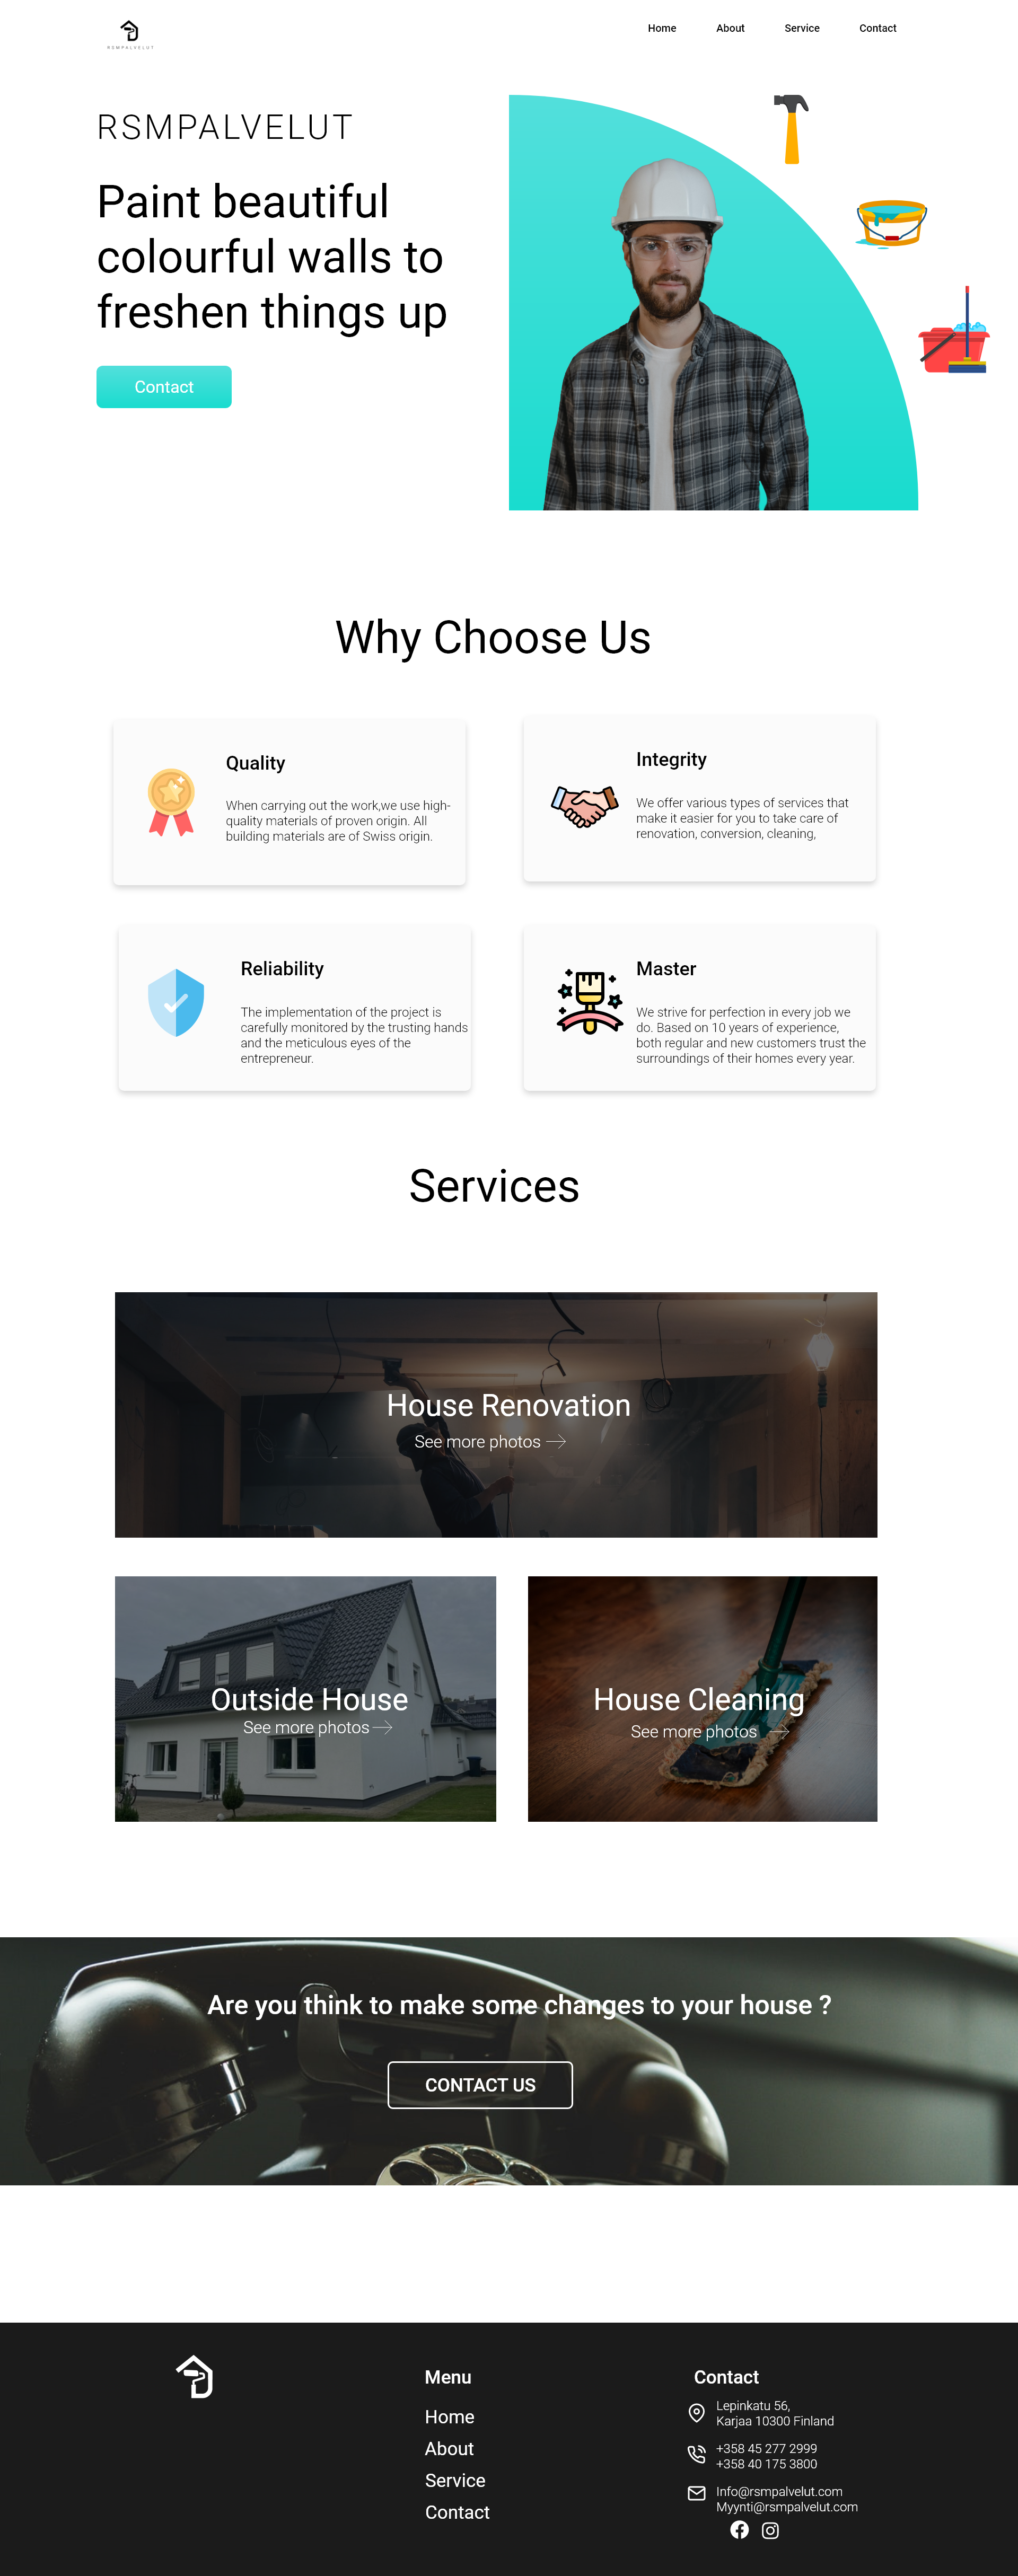 RSMPALVELUT
Home About Service Contact
RSMPALVELUT
Paint beautiful
colourful walls to
freshen things up
Contact
Why Choose Us
Quality
When carrying out the work,we use high-
quality materials of proven origin. All
building materials are of Swiss origin.
Integrity
We offer various types of services that
make it easier for you to take care of
renovation, conversion, cleaning,
Reliability
The implementation of the project is
carefully monitored by the trusting hands
and the meticulous eyes of the
entrepreneur.
Master
We strive for perfection in every job we
do. Based on 10 years of experience,
both regular and new customers trust the
surroundings of their homes every year.
Services
House Renovation
See more photos
Outside House
See more photos
House Cleaning
See more photos
Are you think to make some changes to your house ?
CONTACT US
Menu
Home
About
Service
Contact
Contact
Lepinkatu 56,
Karjaa 10300 Finland
+358 45 277 2999
+358 40 175 3800
Info@rsmpalvelut.com
Myynti@rsmpalvelut.com